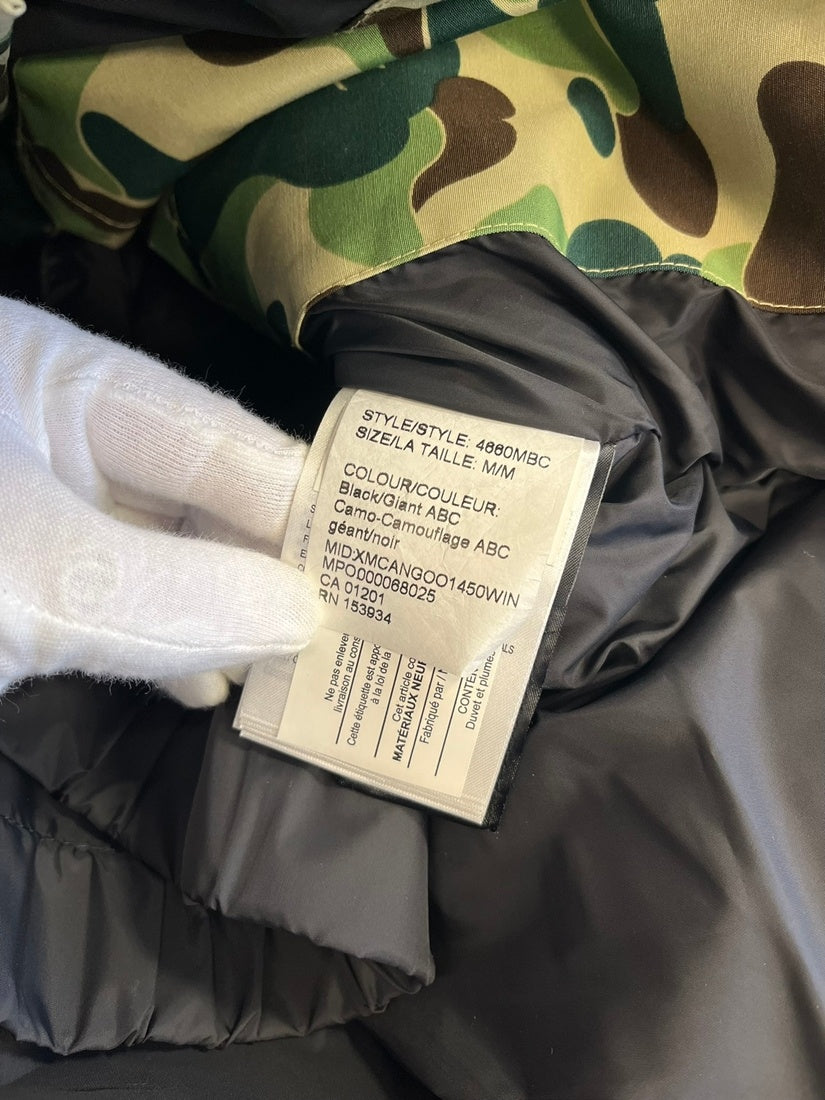 STYLE/STYLE: 4660MBC
SIZE/LA TAILLE: M/M
COLOUR/COULEUR:
Black/Giant ABC
Camo-Camouflage ABC
géant/noir
MID:XMCANGOO1450WIN
MPO000068025
CA 01201
RN 153934
Ne pas enlever
livraison au cons
Cette étiquette est appo
à la loi de la
Cet article co
MATÉRIAUX NEUF
Fabriqué par /
CONTEN
Duvet et plumes